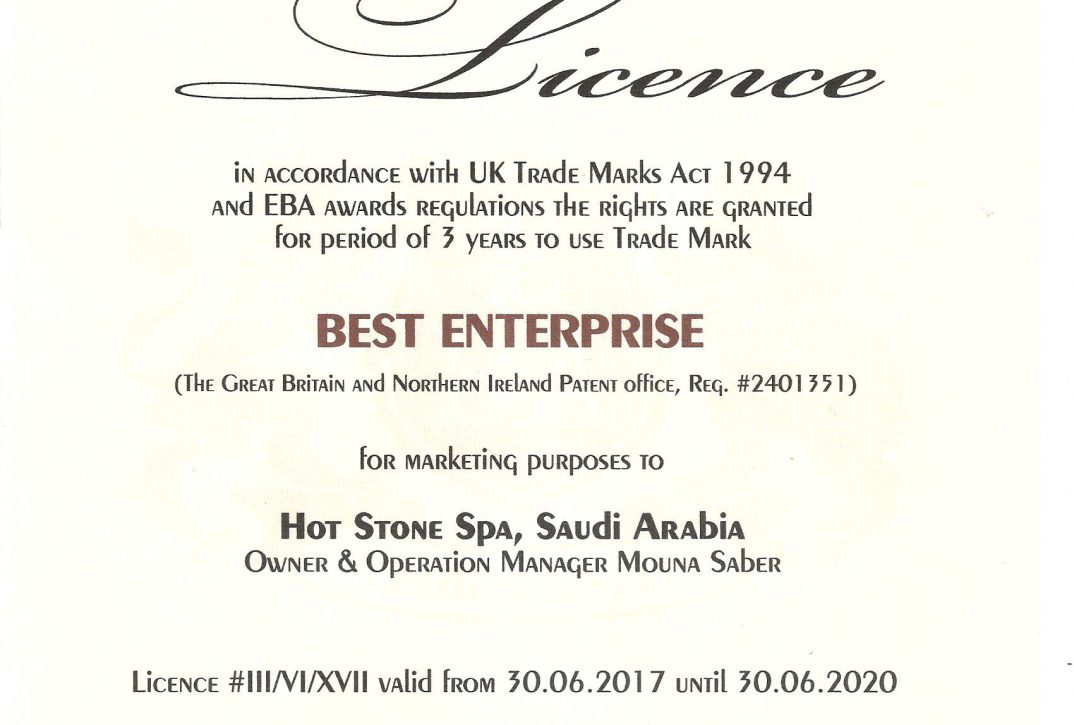 Licence
in accordance with UK Trade Marks Act 1994
and EBA awards regulations the rights are granted
for period of 3 years to use Trade Mark
BEST ENTERPRISE
(The Great Britain and Northern Ireland Patent office, Reg. #2401351)
for marketing purposes to
Hot Stone Spa, Saudi Arabia
Owner & Operation Manager Mouna Saber
Licence #III/VI/XVII valid from 30.06.2017 until 30.06.2020